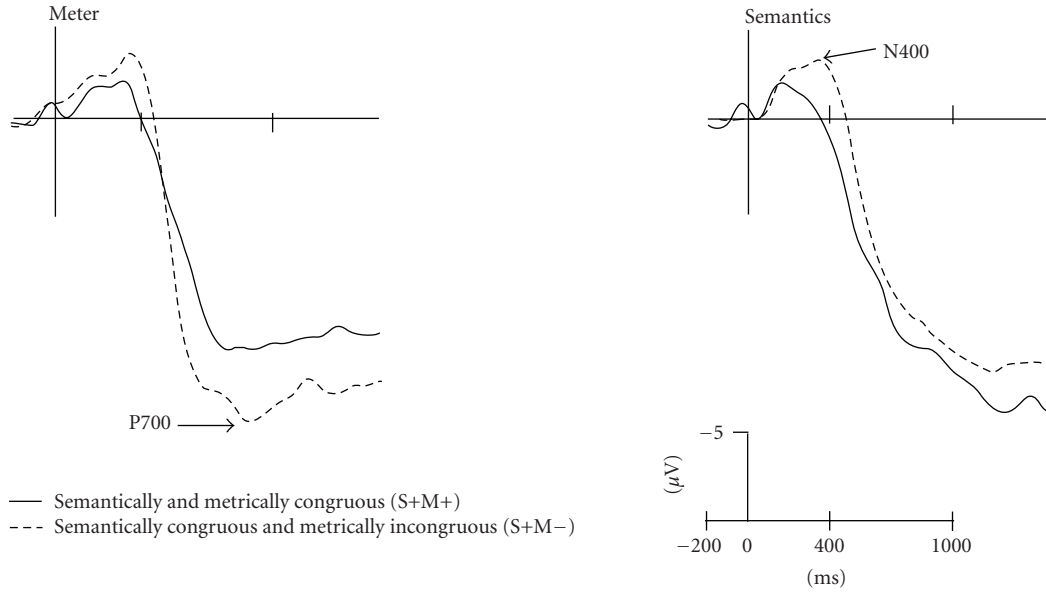 Meter
P700
Semantically and metrically congruous (S+M+)
Semantically congruous and metrically incongruous (S+M−)
Semantics
N400
−5
(μV)
−200 0 400 1000
(ms)